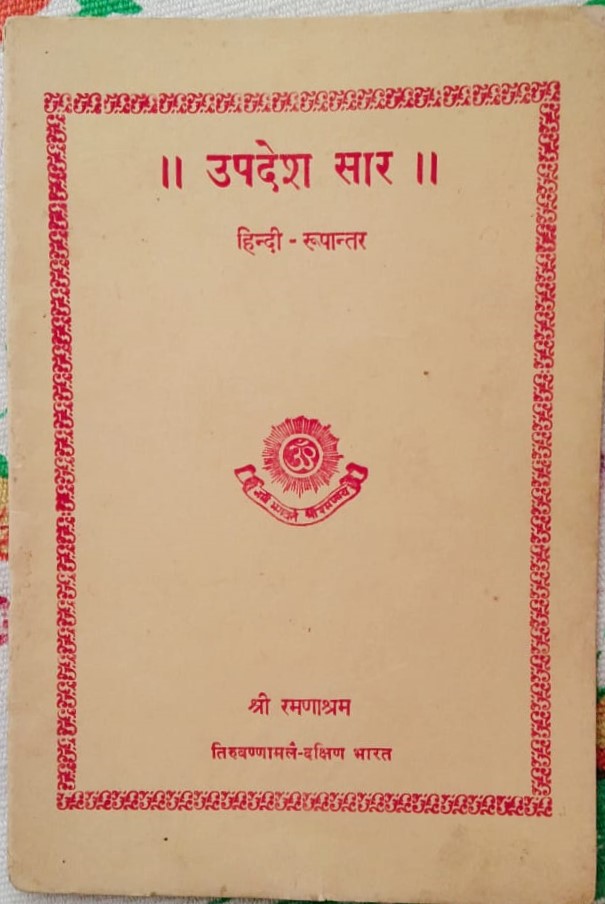 ॥ उपदेश सार ॥
हिन्दी - रूपान्तर
ॐ
श्री रमणाश्रम
तिरुवण्णामलै-दक्षिण भारत